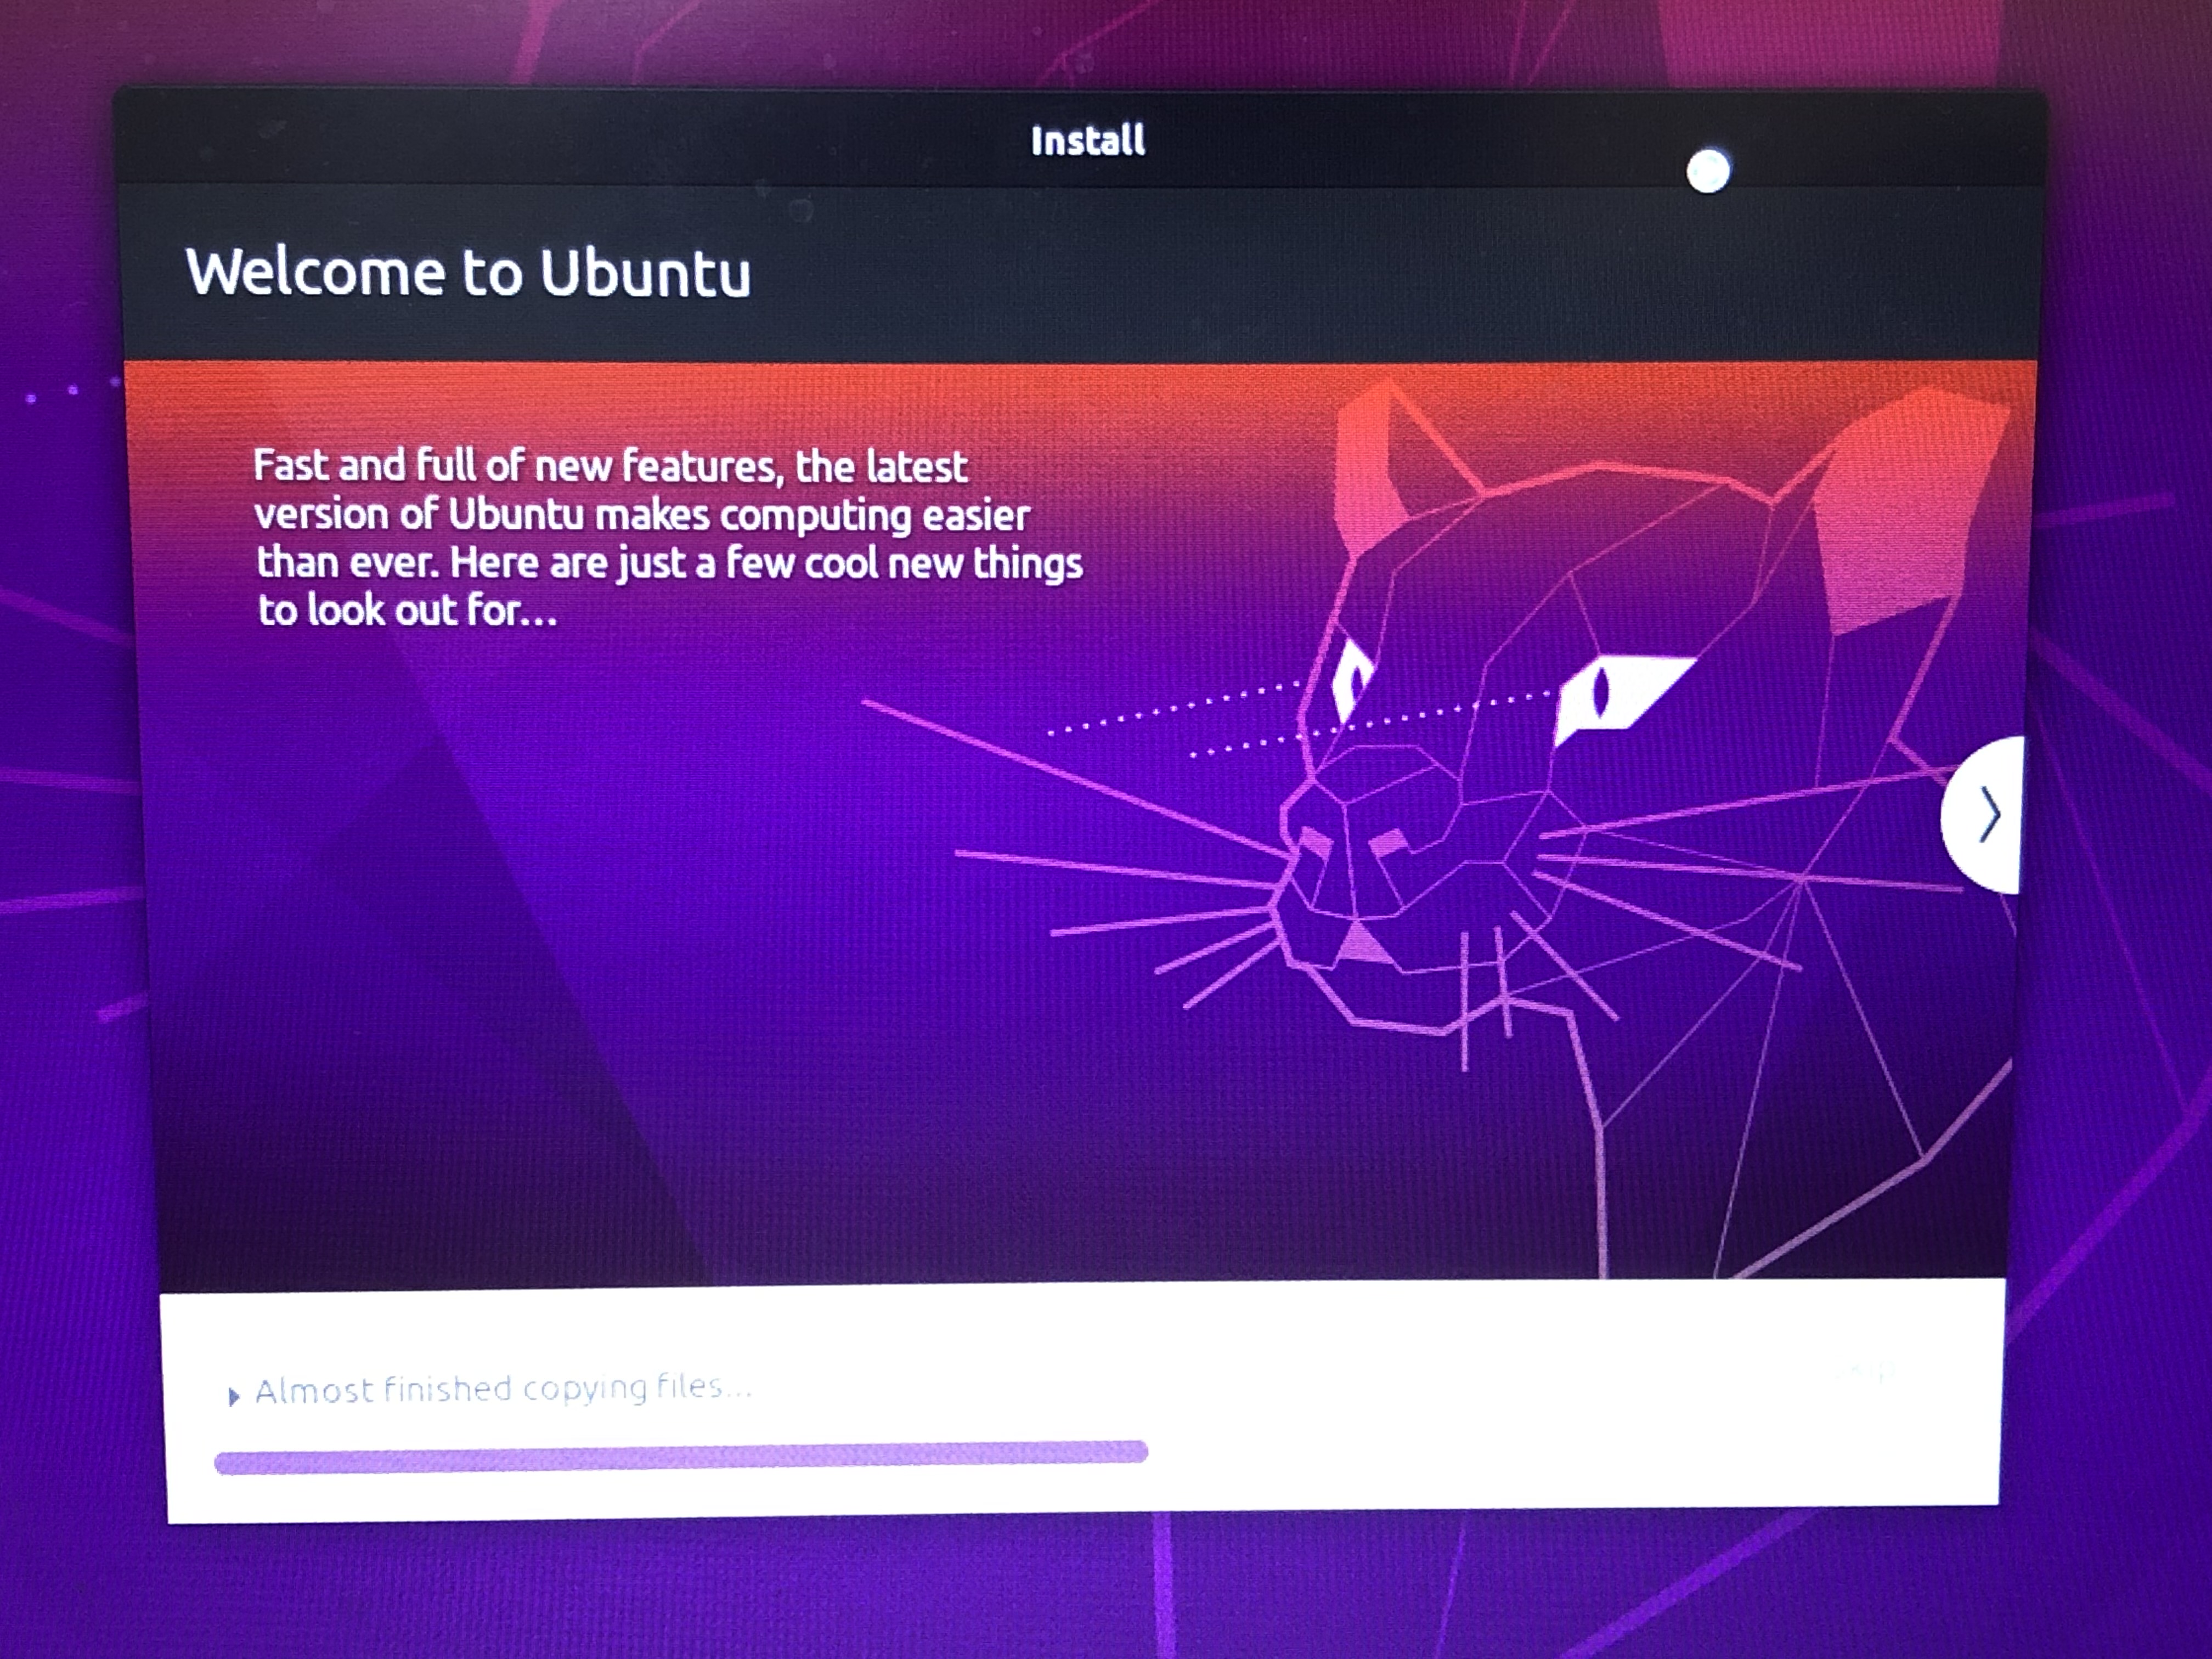 Install
Welcome to Ubuntu
Fast and full of new features, the latest
version of Ubuntu makes computing easier
than ever. Here are just a few cool new things
to look out for...
Almost finished copying files...